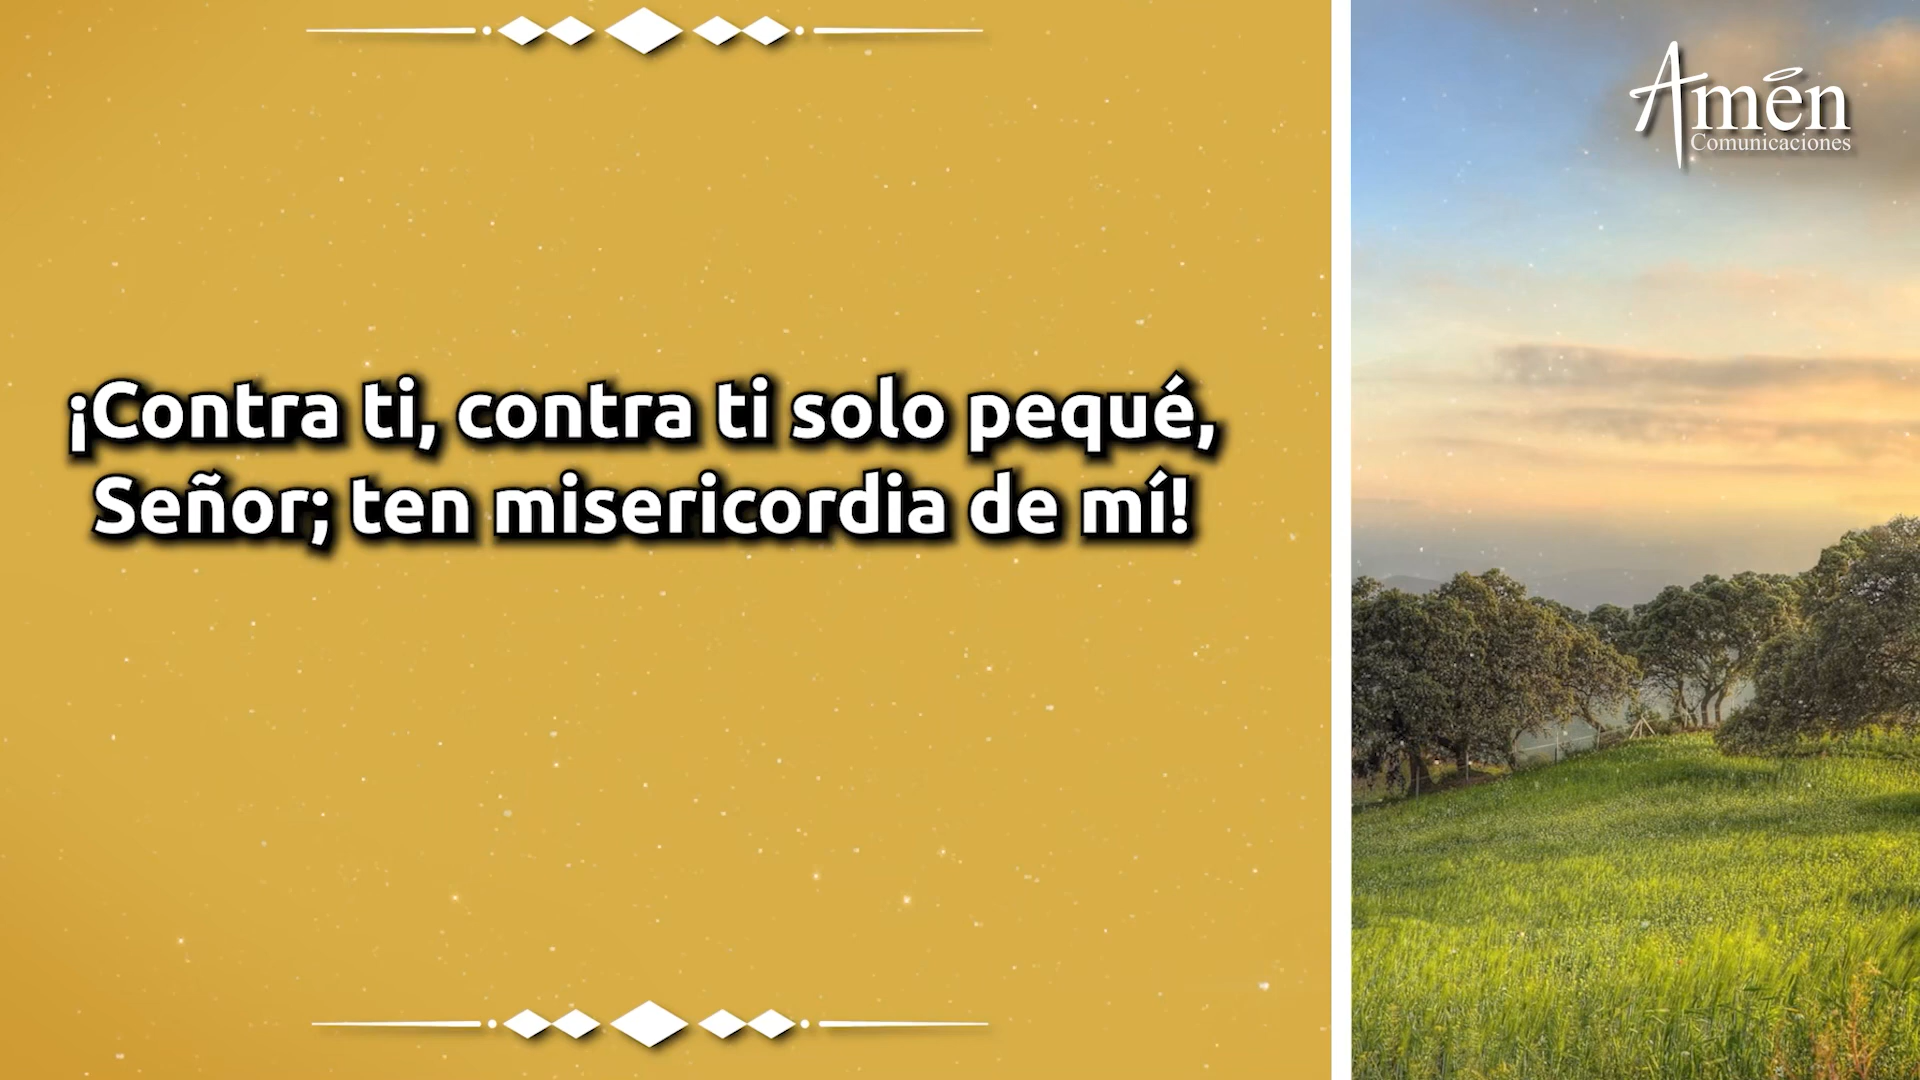 ¡Contra ti, contra ti solo pequé,
Señor; ten misericordia de mí!
Amén
Comunicaciones